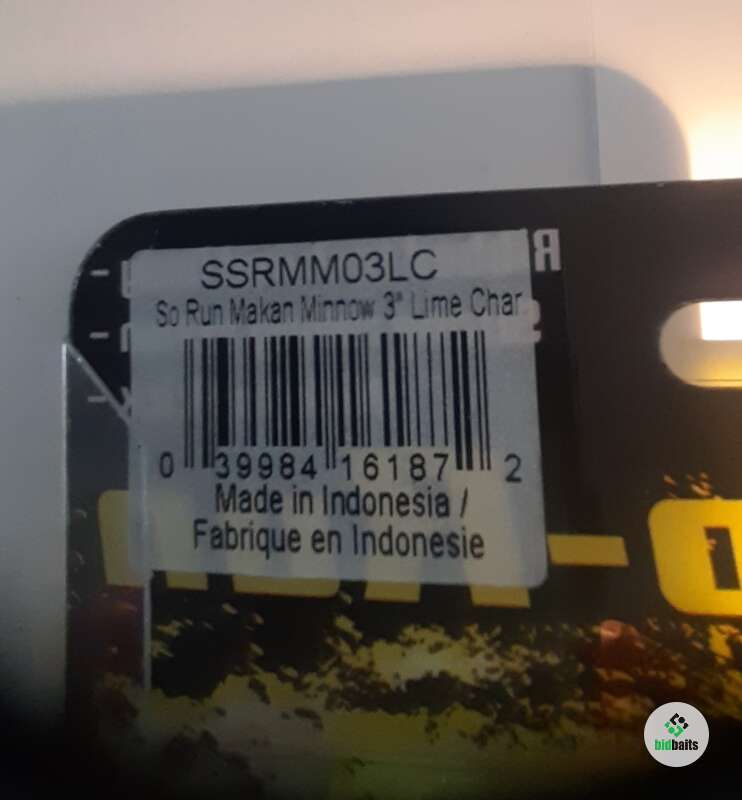 SSRMM03LC
So Run Makan Minnow 3" Lime Char
0 39984 16187 2
Made in Indonesia /
Fabrique en Indonesie
bidbaits